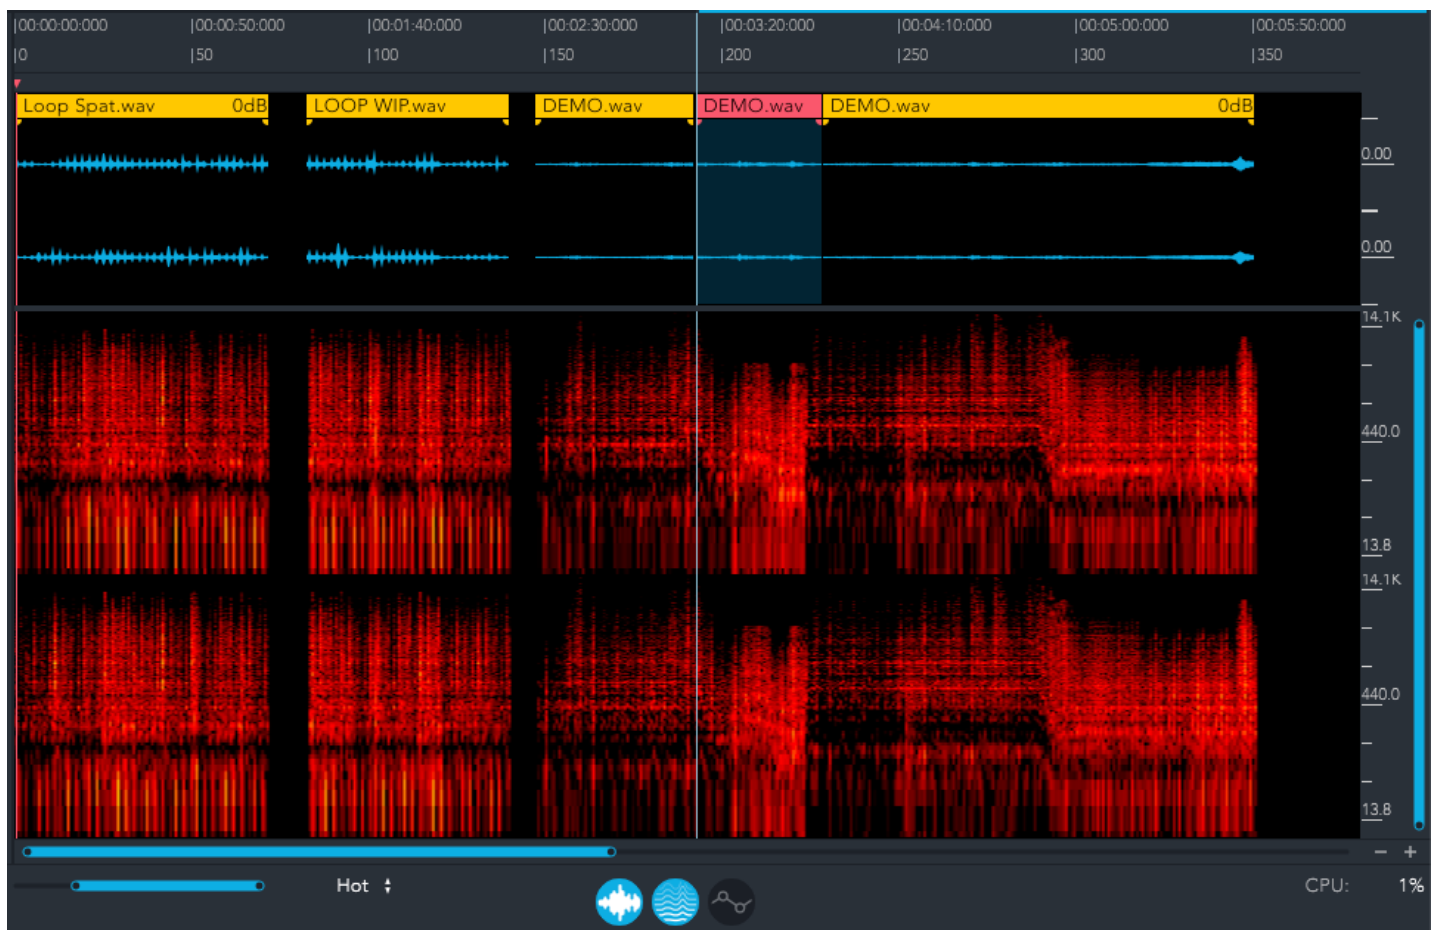 |00:00:00:000 |00:00:50:000 |00:01:40:000 |00:02:30:000 |00:03:20:000 |00:04:10:000 |00:05:00:000 |00:05:50:000
|0 |50 |100 |150 |200 |250 |300 |350
Loop Spat.wav 0dB LOOP WIP.wav DEMO.wav DEMO.wav DEMO.wav 0dB
0.00
0.00
14.1K
440.0
13.8
14.1K
440.0
13.8
− +
Hot CPU: 1%